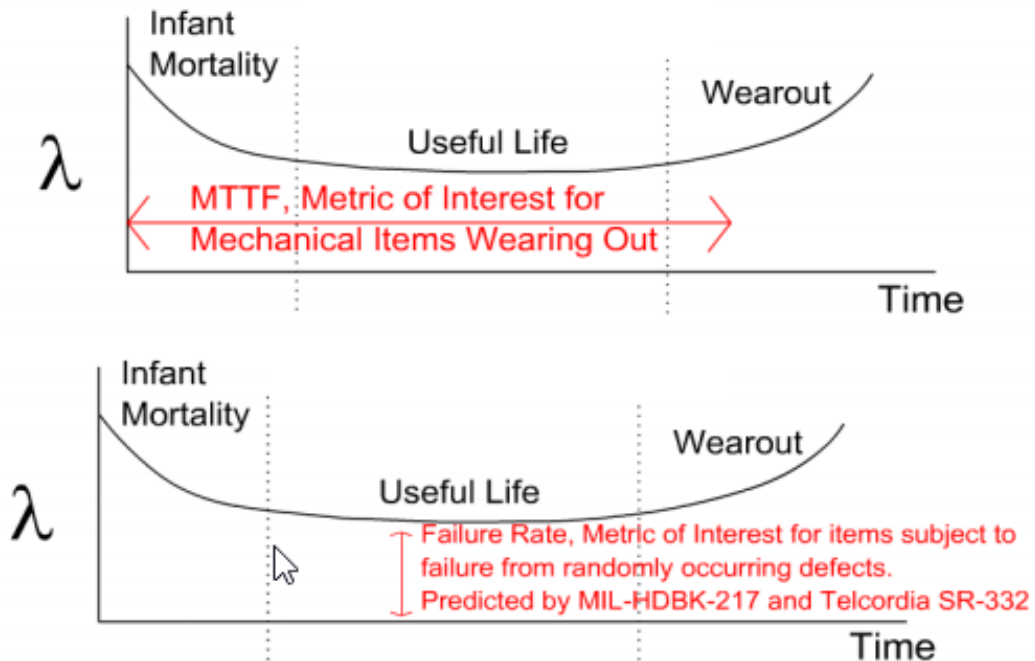 Infant
Mortality
Wearout
Useful Life
λ
MTTF, Metric of Interest for
Mechanical Items Wearing Out
Time
Infant
Mortality
Wearout
Useful Life
λ
Failure Rate, Metric of Interest for items subject to
failure from randomly occurring defects.
Predicted by MIL-HDBK-217 and Telcordia SR-332
Time